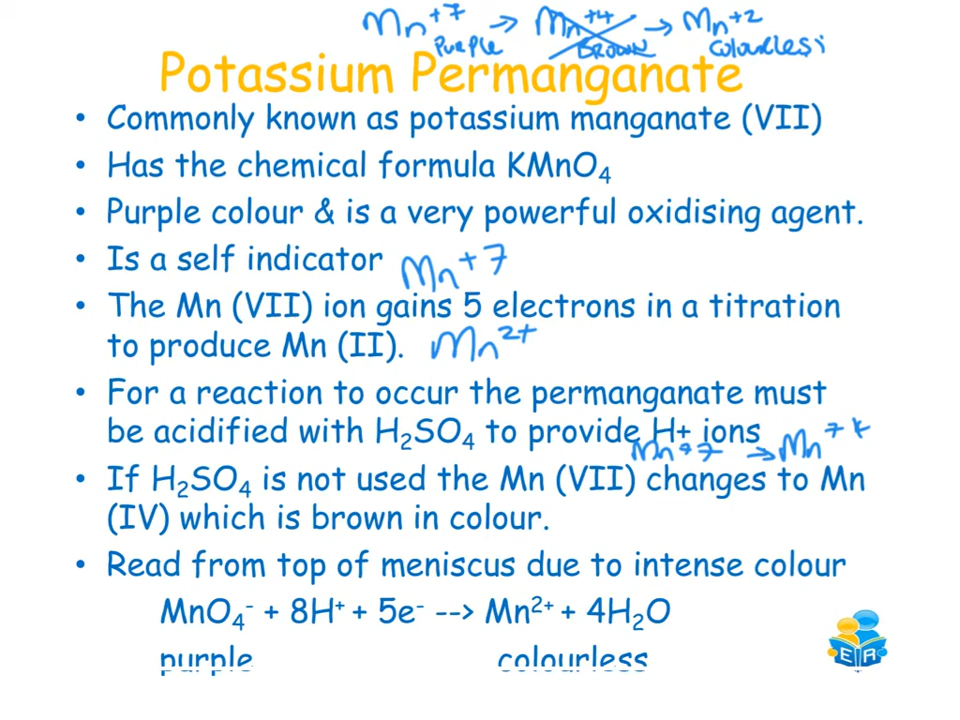 Mn+7 → Mn+4 → Mn+2
Purple BROWN Colourless
Potassium Permanganate
• Commonly known as potassium manganate (VII)
• Has the chemical formula KMnO₄
• Purple colour & is a very powerful oxidising agent.
• Is a self indicator Mn+7
• The Mn (VII) ion gains 5 electrons in a titration
to produce Mn (II). Mn²⁺
• For a reaction to occur the permanganate must
be acidified with H₂SO₄ to provide H+ ions
Mn+7 → Mn
• If H₂SO₄ is not used the Mn (VII) changes to Mn
(IV) which is brown in colour.
• Read from top of meniscus due to intense colour
MnO₄⁻ + 8H⁺ + 5e⁻ --> Mn²⁺ + 4H₂O
purple colourless
E R